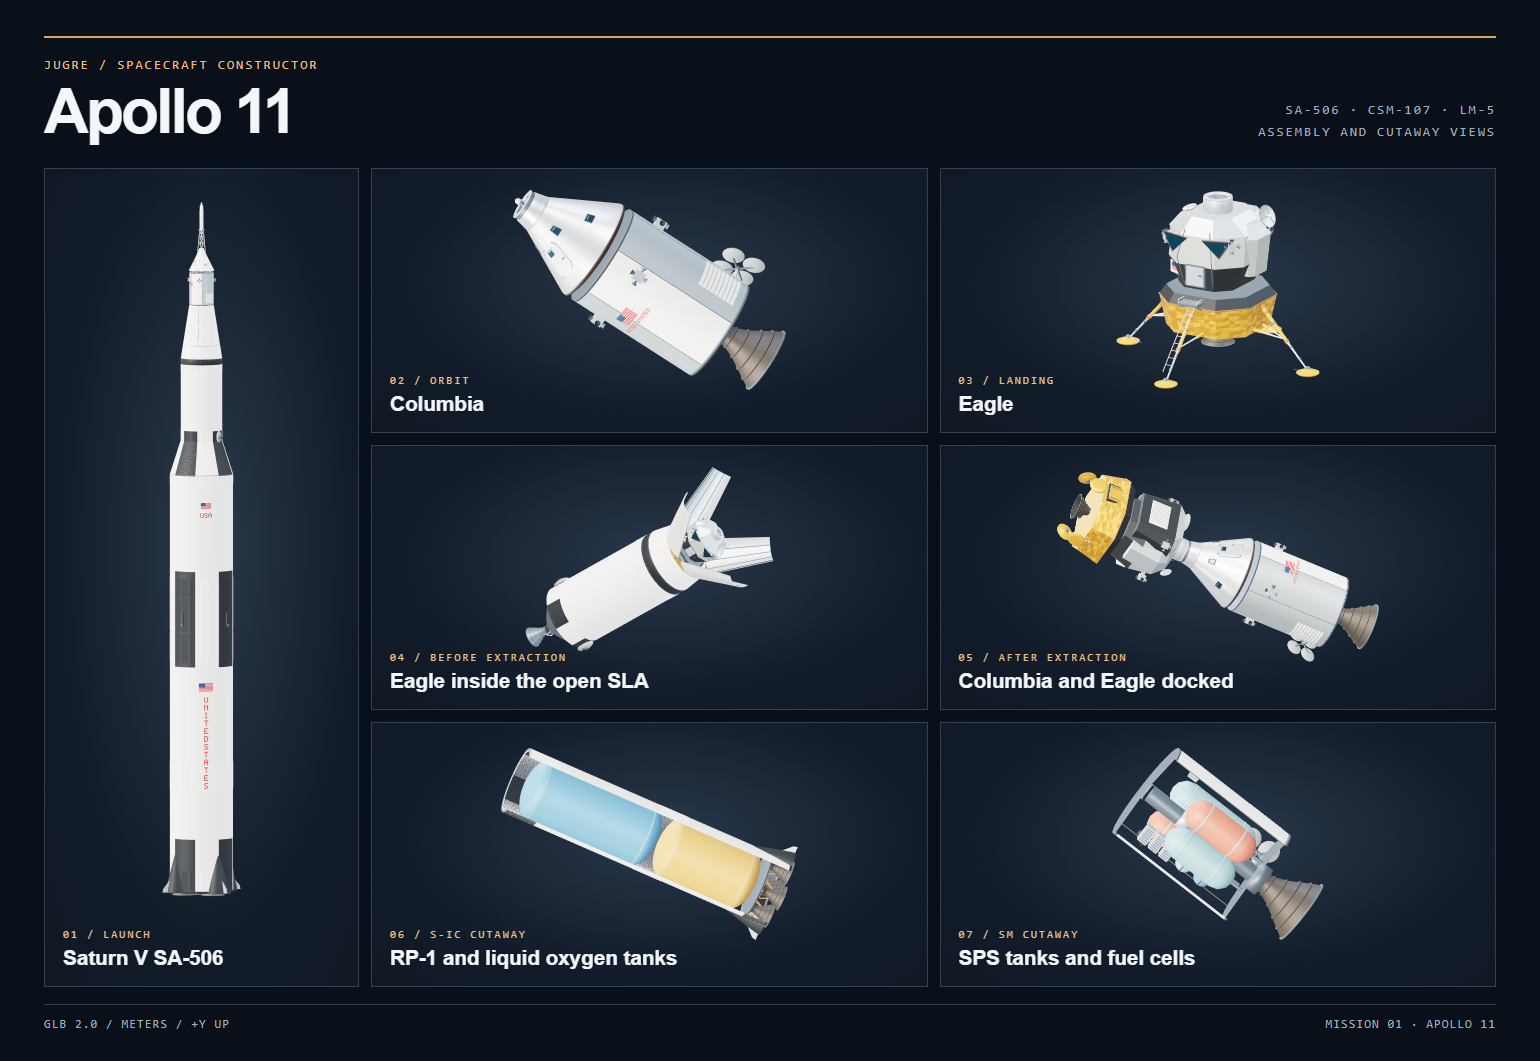 JUGRE / SPACECRAFT CONSTRUCTOR
Apollo 11
SA-506 · CSM-107 · LM-5
ASSEMBLY AND CUTAWAY VIEWS
USA
UNITEDSTATES
01 / LAUNCH
Saturn V SA-506
02 / ORBIT
Columbia
03 / LANDING
Eagle
04 / BEFORE EXTRACTION
Eagle inside the open SLA
05 / AFTER EXTRACTION
Columbia and Eagle docked
06 / S-IC CUTAWAY
RP-1 and liquid oxygen tanks
07 / SM CUTAWAY
SPS tanks and fuel cells
GLB 2.0 / METERS / +Y UP
MISSION 01 · APOLLO 11